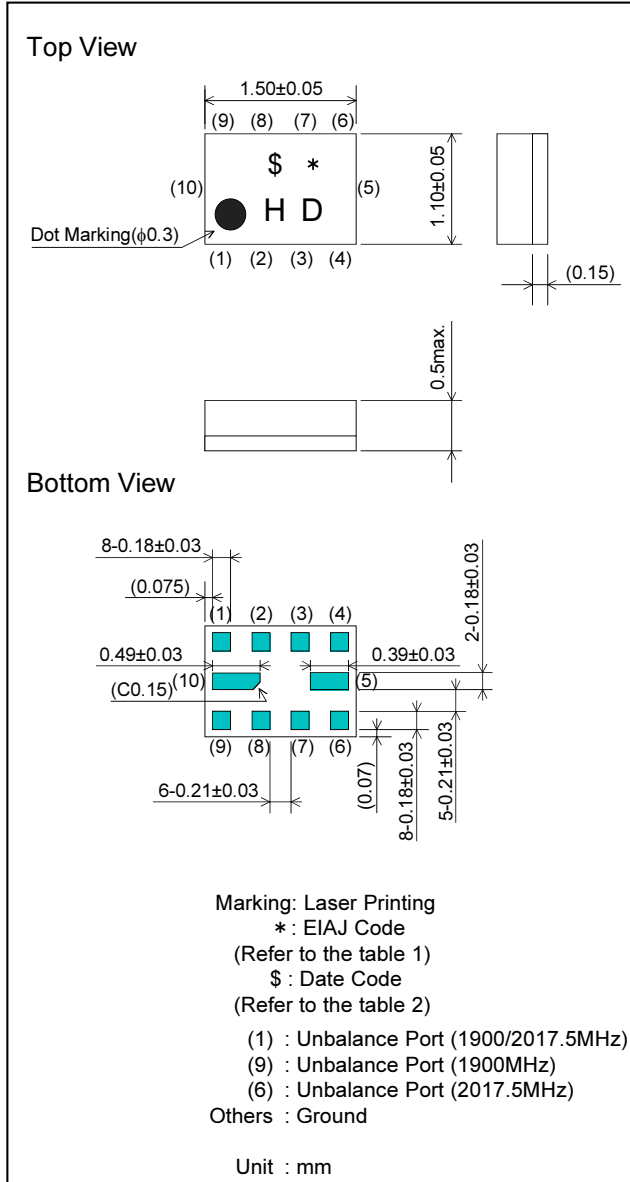 Top View
1.50±0.05
(9) (8) (7) (6)
$ *
(10)
(5)
1.10±0.05
H D
Dot Marking(ϕ0.3)
(1) (2) (3) (4)
(0.15)
0.5max.
Bottom View
8-0.18±0.03
(0.075)
2-0.18±0.03
(1) (2) (3) (4)
0.49±0.03
0.39±0.03
(10)
(5)
(C0.15)
(9) (8) (7) (6)
6-0.21±0.03
(0.07)
8-0.18±0.03
5-0.21±0.03
Marking: Laser Printing
* : EIAJ Code
(Refer to the table 1)
$ : Date Code
(Refer to the table 2)
(1) : Unbalance Port (1900/2017.5MHz)
(9) : Unbalance Port (1900MHz)
(6) : Unbalance Port (2017.5MHz)
Others : Ground
Unit : mm